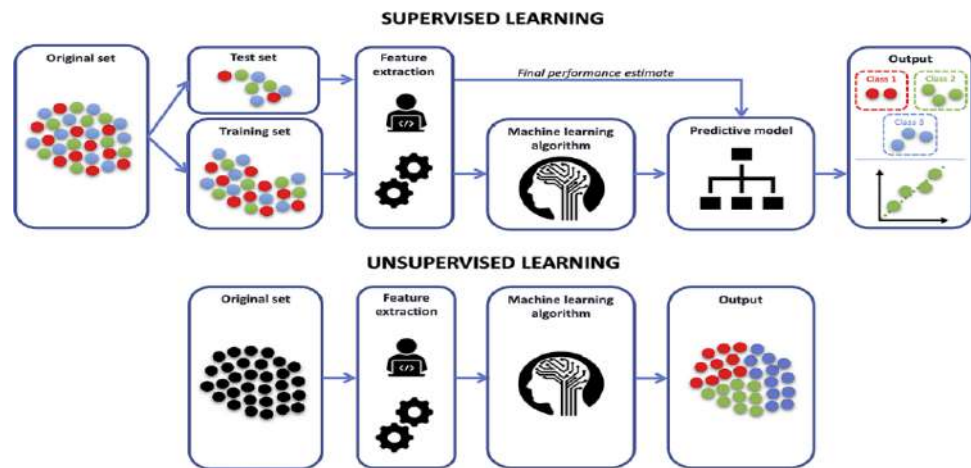 SUPERVISED LEARNING
Original set
Test set
Training set
Feature
extraction
Final performance estimate
Machine learning
algorithm
Predictive model
Output
Class 1
Class 2
Class 3
UNSUPERVISED LEARNING
Original set
Feature
extraction
Machine learning
algorithm
Output